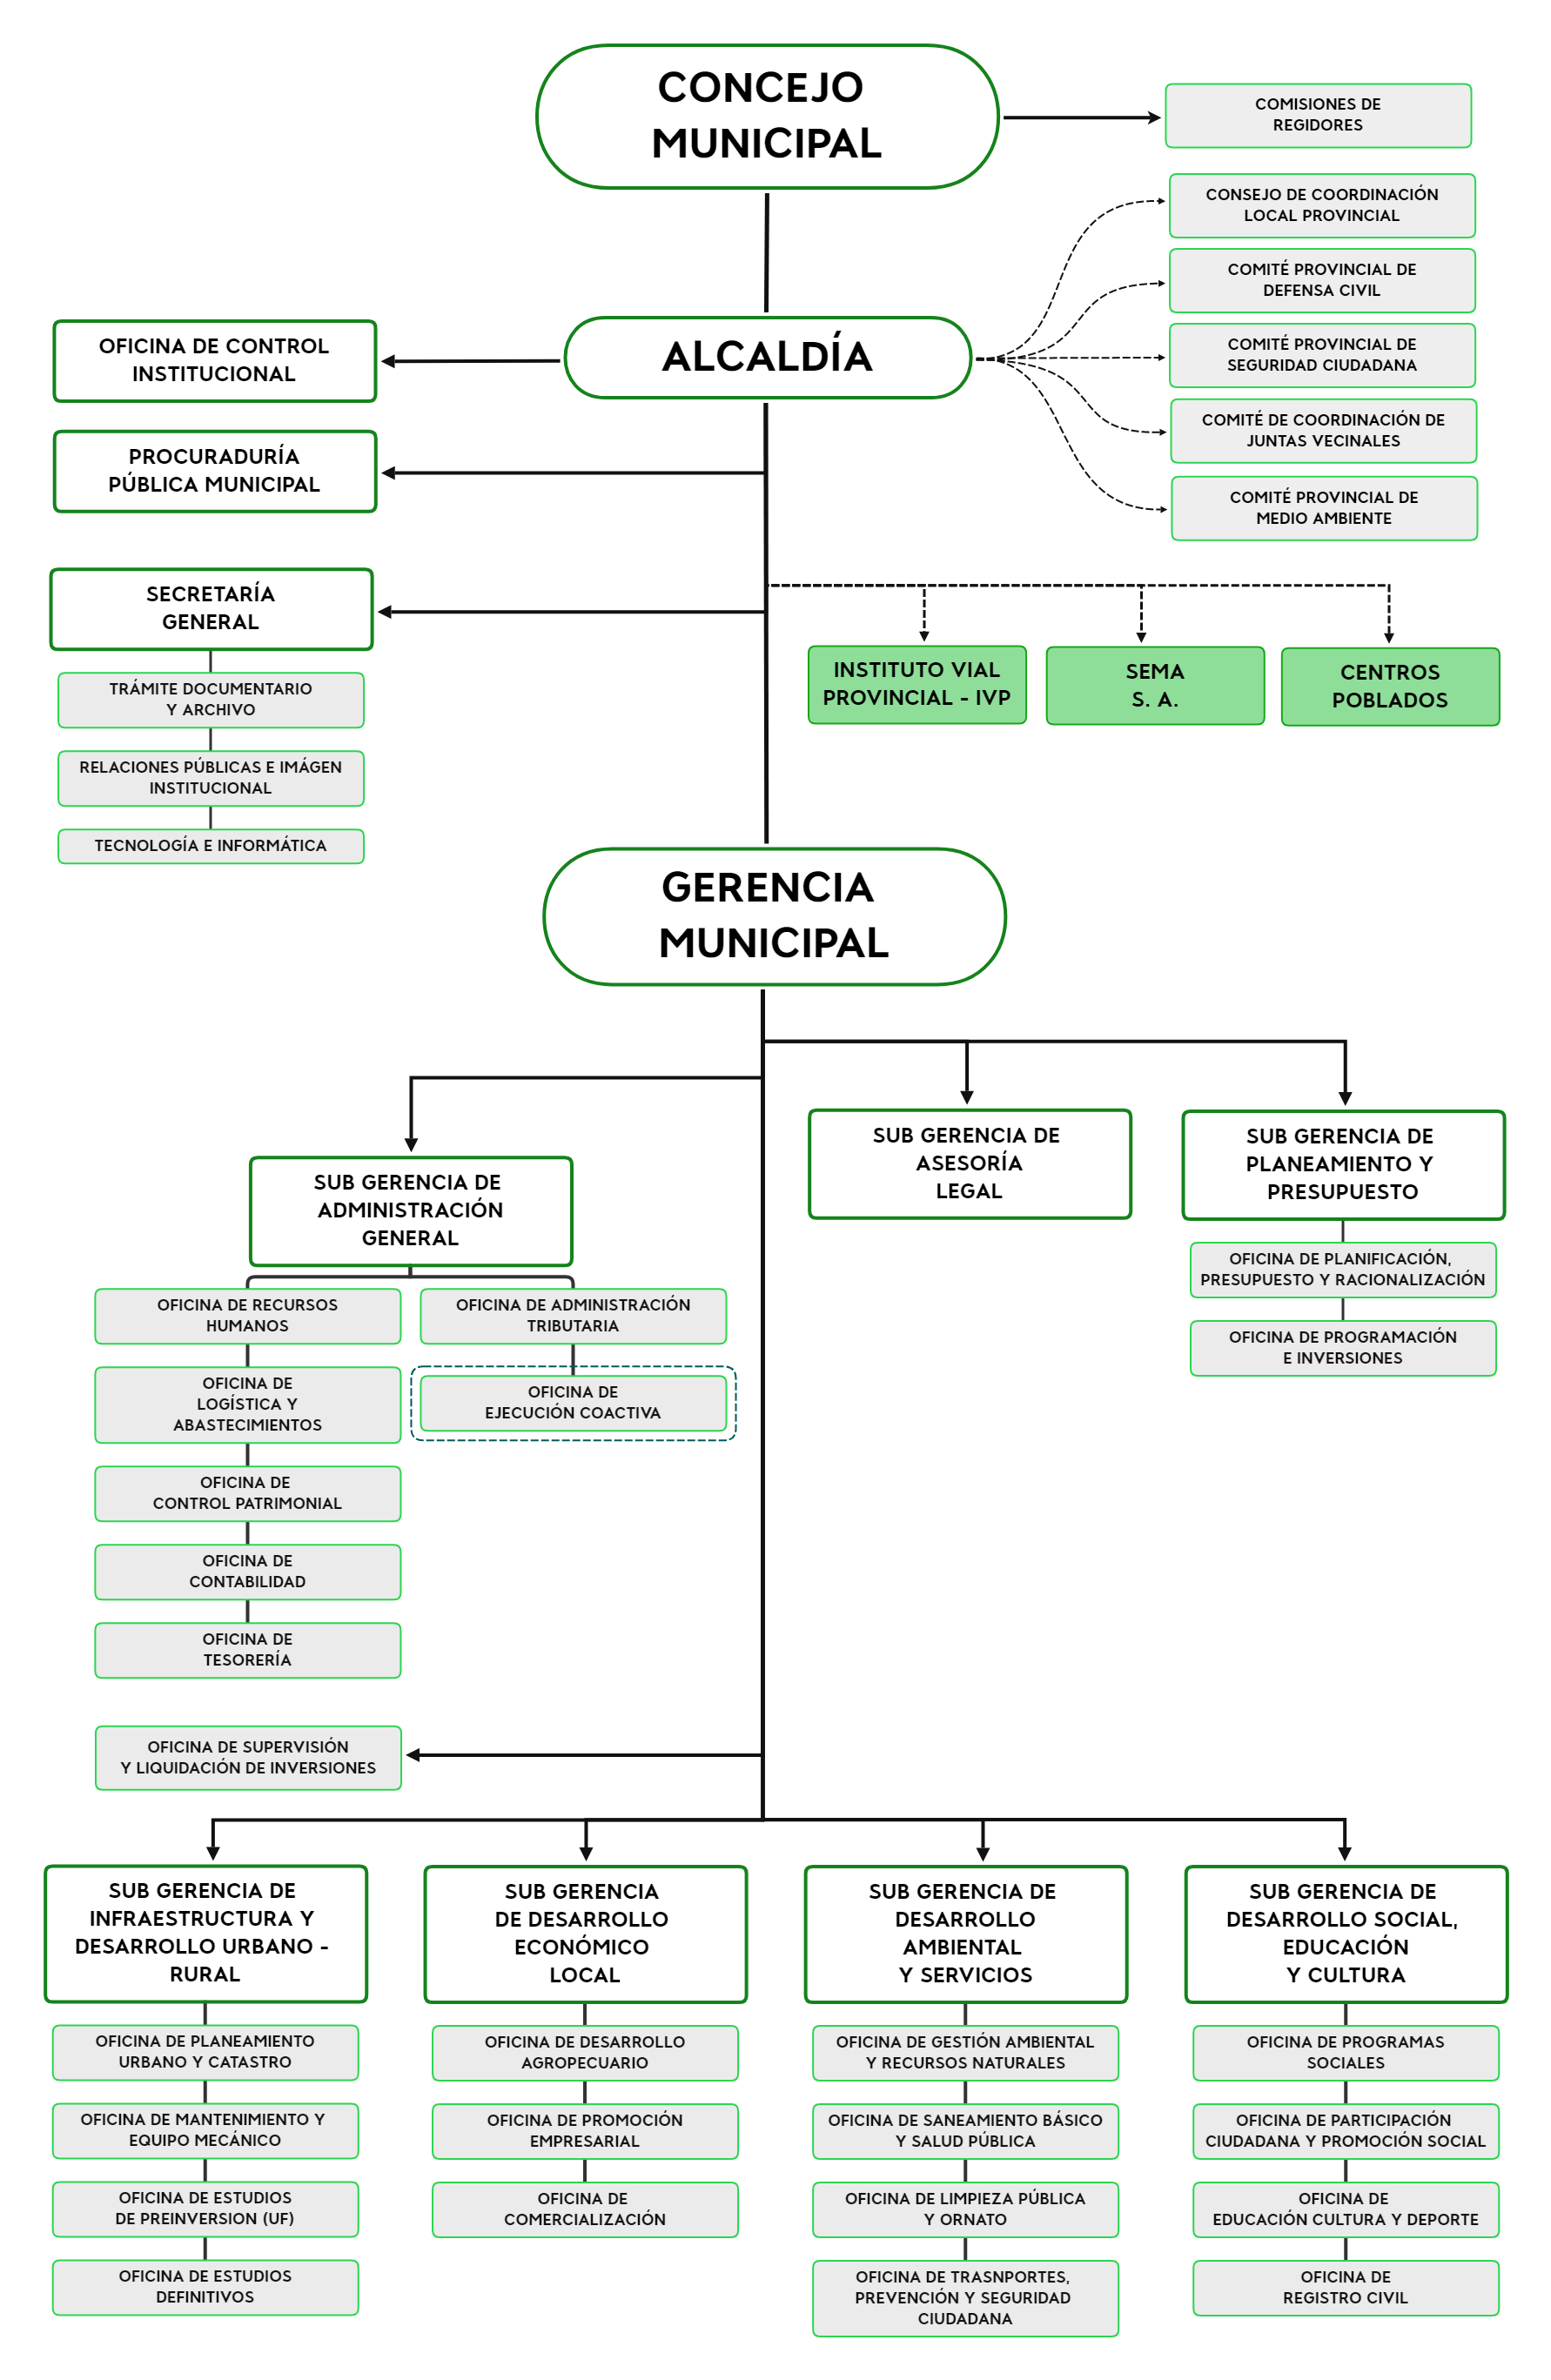 CONCEJO
MUNICIPAL
COMISIONES DE
REGIDORES
CONSEJO DE COORDINACIÓN
LOCAL PROVINCIAL
COMITÉ PROVINCIAL DE
DEFENSA CIVIL
COMITÉ PROVINCIAL DE
SEGURIDAD CIUDADANA
COMITÉ DE COORDINACIÓN DE
JUNTAS VECINALES
COMITÉ PROVINCIAL DE
MEDIO AMBIENTE
ALCALDÍA
OFICINA DE CONTROL
INSTITUCIONAL
PROCURADURÍA
PÚBLICA MUNICIPAL
SECRETARÍA
GENERAL
TRÁMITE DOCUMENTARIO
Y ARCHIVO
RELACIONES PÚBLICAS E IMÁGEN
INSTITUCIONAL
TECNOLOGÍA E INFORMÁTICA
INSTITUTO VIAL
PROVINCIAL - IVP
SEMA
S. A.
CENTROS
POBLADOS
GERENCIA
MUNICIPAL
SUB GERENCIA DE
ASESORÍA
LEGAL
SUB GERENCIA DE
PLANEAMIENTO Y
PRESUPUESTO
OFICINA DE PLANIFICACIÓN,
PRESUPUESTO Y RACIONALIZACIÓN
OFICINA DE PROGRAMACIÓN
E INVERSIONES
SUB GERENCIA DE
ADMINISTRACIÓN
GENERAL
OFICINA DE RECURSOS
HUMANOS
OFICINA DE
LOGÍSTICA Y
ABASTECIMIENTOS
OFICINA DE
CONTROL PATRIMONIAL
OFICINA DE
CONTABILIDAD
OFICINA DE
TESORERÍA
OFICINA DE ADMINISTRACIÓN
TRIBUTARIA
OFICINA DE
EJECUCIÓN COACTIVA
OFICINA DE SUPERVISIÓN
Y LIQUIDACIÓN DE INVERSIONES
SUB GERENCIA DE
INFRAESTRUCTURA Y
DESARROLLO URBANO -
RURAL
OFICINA DE PLANEAMIENTO
URBANO Y CATASTRO
OFICINA DE MANTENIMIENTO Y
EQUIPO MECÁNICO
OFICINA DE ESTUDIOS
DE PREINVERSION (UF)
OFICINA DE ESTUDIOS
DEFINITIVOS
SUB GERENCIA
DE DESARROLLO
ECONÓMICO
LOCAL
OFICINA DE DESARROLLO
AGROPECUARIO
OFICINA DE PROMOCIÓN
EMPRESARIAL
OFICINA DE
COMERCIALIZACIÓN
SUB GERENCIA DE
DESARROLLO
AMBIENTAL
Y SERVICIOS
OFICINA DE GESTIÓN AMBIENTAL
Y RECURSOS NATURALES
OFICINA DE SANEAMIENTO BÁSICO
Y SALUD PÚBLICA
OFICINA DE LIMPIEZA PÚBLICA
Y ORNATO
OFICINA DE TRASNPORTES,
PREVENCIÓN Y SEGURIDAD
CIUDADANA
SUB GERENCIA DE
DESARROLLO SOCIAL,
EDUCACIÓN
Y CULTURA
OFICINA DE PROGRAMAS
SOCIALES
OFICINA DE PARTICIPACIÓN
CIUDADANA Y PROMOCIÓN SOCIAL
OFICINA DE
EDUCACIÓN CULTURA Y DEPORTE
OFICINA DE
REGISTRO CIVIL